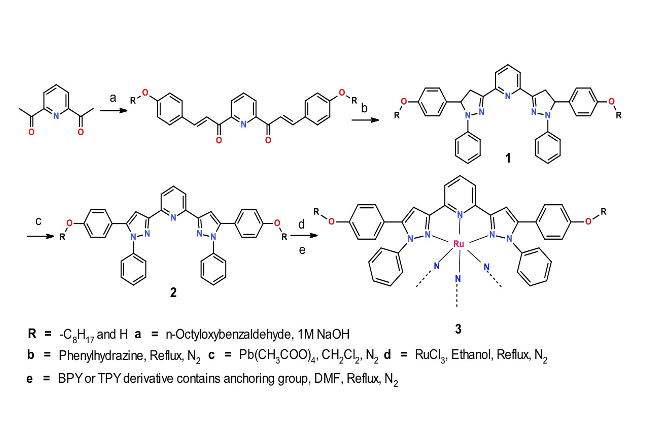 a
O R N O O R O
b
O R N N N N N O R
1
c
O R N N N N N O R
2
d
e
R O N N N N N O R
Ru
N N N
3
R = -C₈H₁₇ and H a = n-Octyloxybenzaldehyde, 1M NaOH
b = Phenylhydrazine, Reflux, N₂ c = Pb(CH₃COO)₄, CH₂Cl₂, N₂ d = RuCl₃, Ethanol, Reflux, N₂
e = BPY or TPY derivative contains anchoring group, DMF, Reflux, N₂